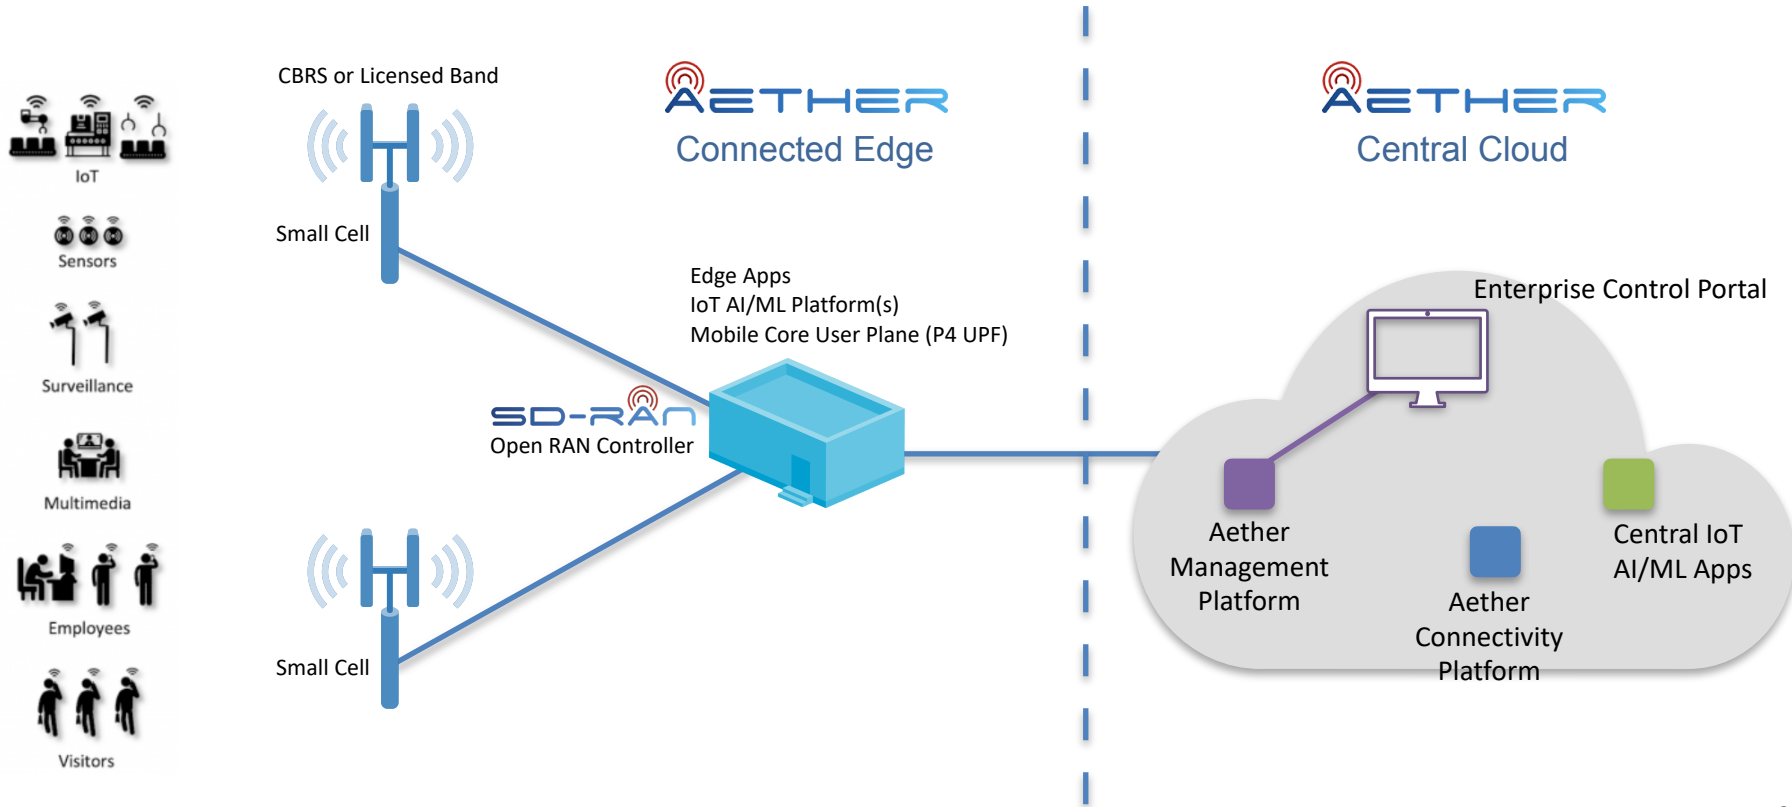 IoT
Sensors
Surveillance
Multimedia
Employees
Visitors
CBRS or Licensed Band
Small Cell
Small Cell
AETHER
Connected Edge
Edge Apps
IoT AI/ML Platform(s)
Mobile Core User Plane (P4 UPF)
SD-RAN
Open RAN Controller
AETHER
Central Cloud
Enterprise Control Portal
Aether
Management
Platform
Aether
Connectivity
Platform
Central IoT
AI/ML Apps